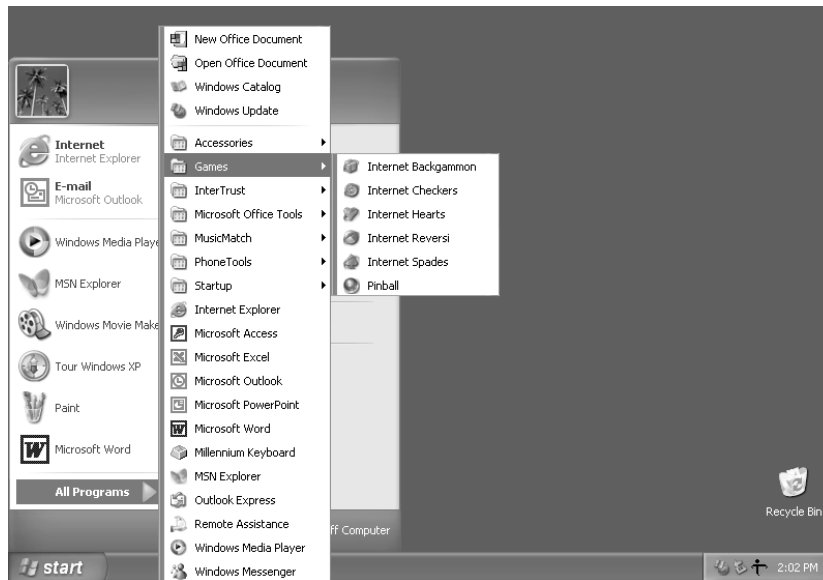 Internet
Internet Explorer
E-mail
Microsoft Outlook
Windows Media Playe
MSN Explorer
Windows Movie Make
Tour Windows XP
Paint
Microsoft Word
All Programs
New Office Document
Open Office Document
Windows Catalog
Windows Update
Accessories
Games
InterTrust
Microsoft Office Tools
MusicMatch
PhoneTools
Startup
Internet Explorer
Microsoft Access
Microsoft Excel
Microsoft Outlook
Microsoft PowerPoint
Microsoft Word
Millennium Keyboard
MSN Explorer
Outlook Express
Remote Assistance
Windows Media Player
Windows Messenger
Internet Backgammon
Internet Checkers
Internet Hearts
Internet Reversi
Internet Spades
Pinball
ff Computer
Recycle Bin
start
2:02 PM